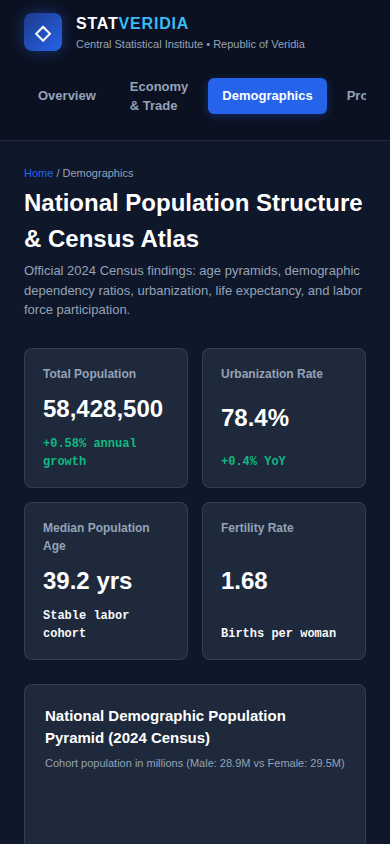 STATVERIDIA
Central Statistical Institute • Republic of Veridia
Overview
Economy
& Trade
Demographics
Home / Demographics
National Population Structure
& Census Atlas
Official 2024 Census findings: age pyramids, demographic
dependency ratios, urbanization, life expectancy, and labor
force participation.
Total Population
58,428,500
+0.58% annual
growth
Urbanization Rate
78.4%
+0.4% YoY
Median Population
Age
39.2 yrs
Stable labor
cohort
Fertility Rate
1.68
Births per woman
National Demographic Population
Pyramid (2024 Census)
Cohort population in millions (Male: 28.9M vs Female: 29.5M)